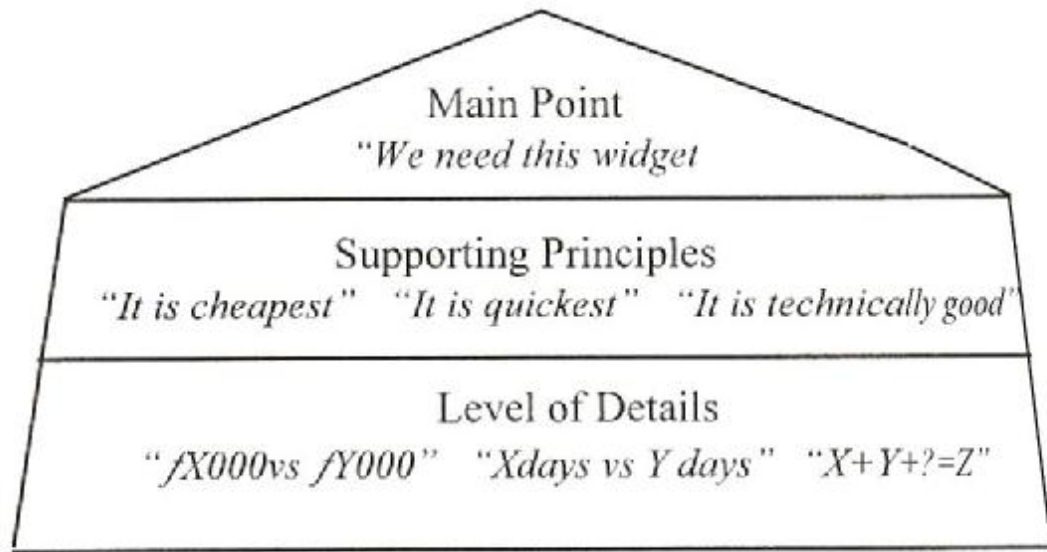 Main Point
“We need this widget
Supporting Principles
“It is cheapest” “It is quickest” “It is technically good”
Level of Details
“fX000vs fY000” “Xdays vs Y days” “X+Y+?=Z”